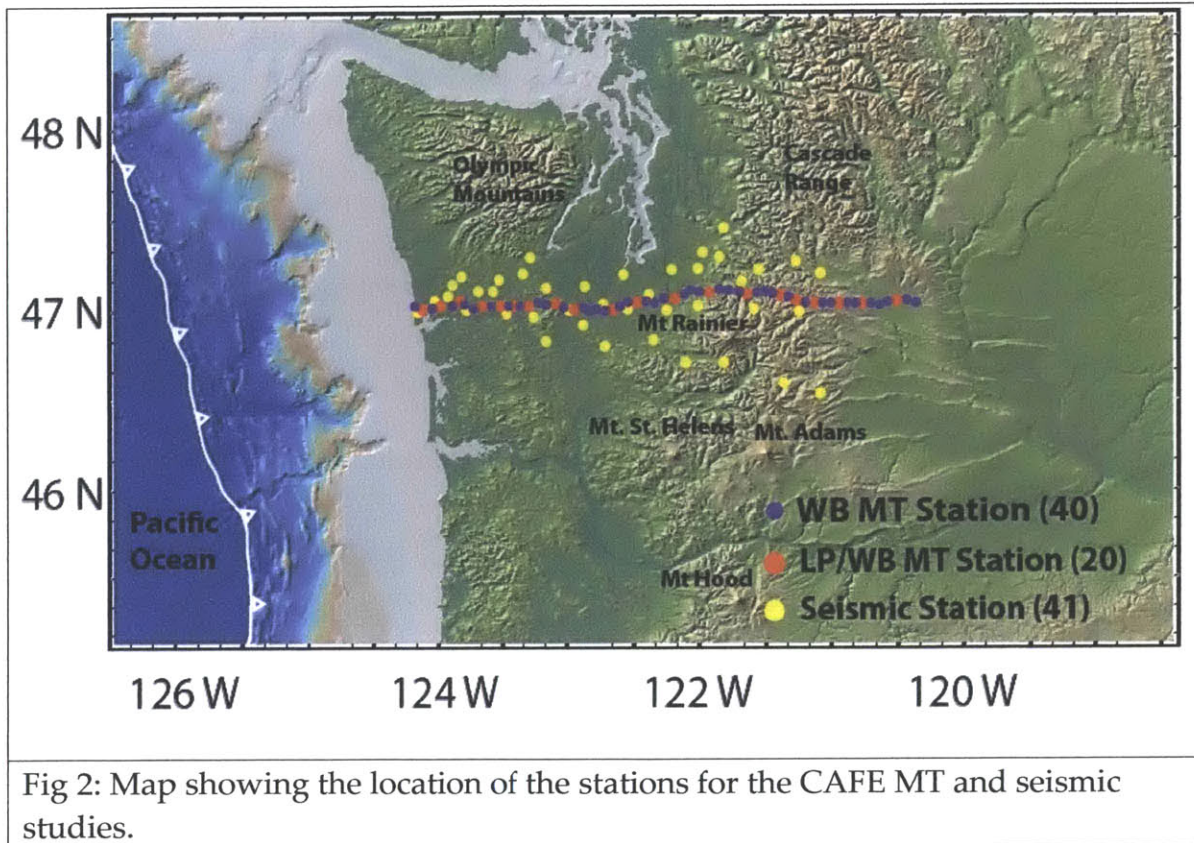 48 N
47 N
46 N
Olympic
Mountains
Cascade
Range
Mt Rainier
Mt. St. Helens
Mt. Adams
Pacific
Ocean
Mt Hood
WB MT Station (40)
LP/WB MT Station (20)
Seismic Station (41)
126 W
124 W
122 W
120 W
Fig 2: Map showing the location of the stations for the CAFE MT and seismic
studies.